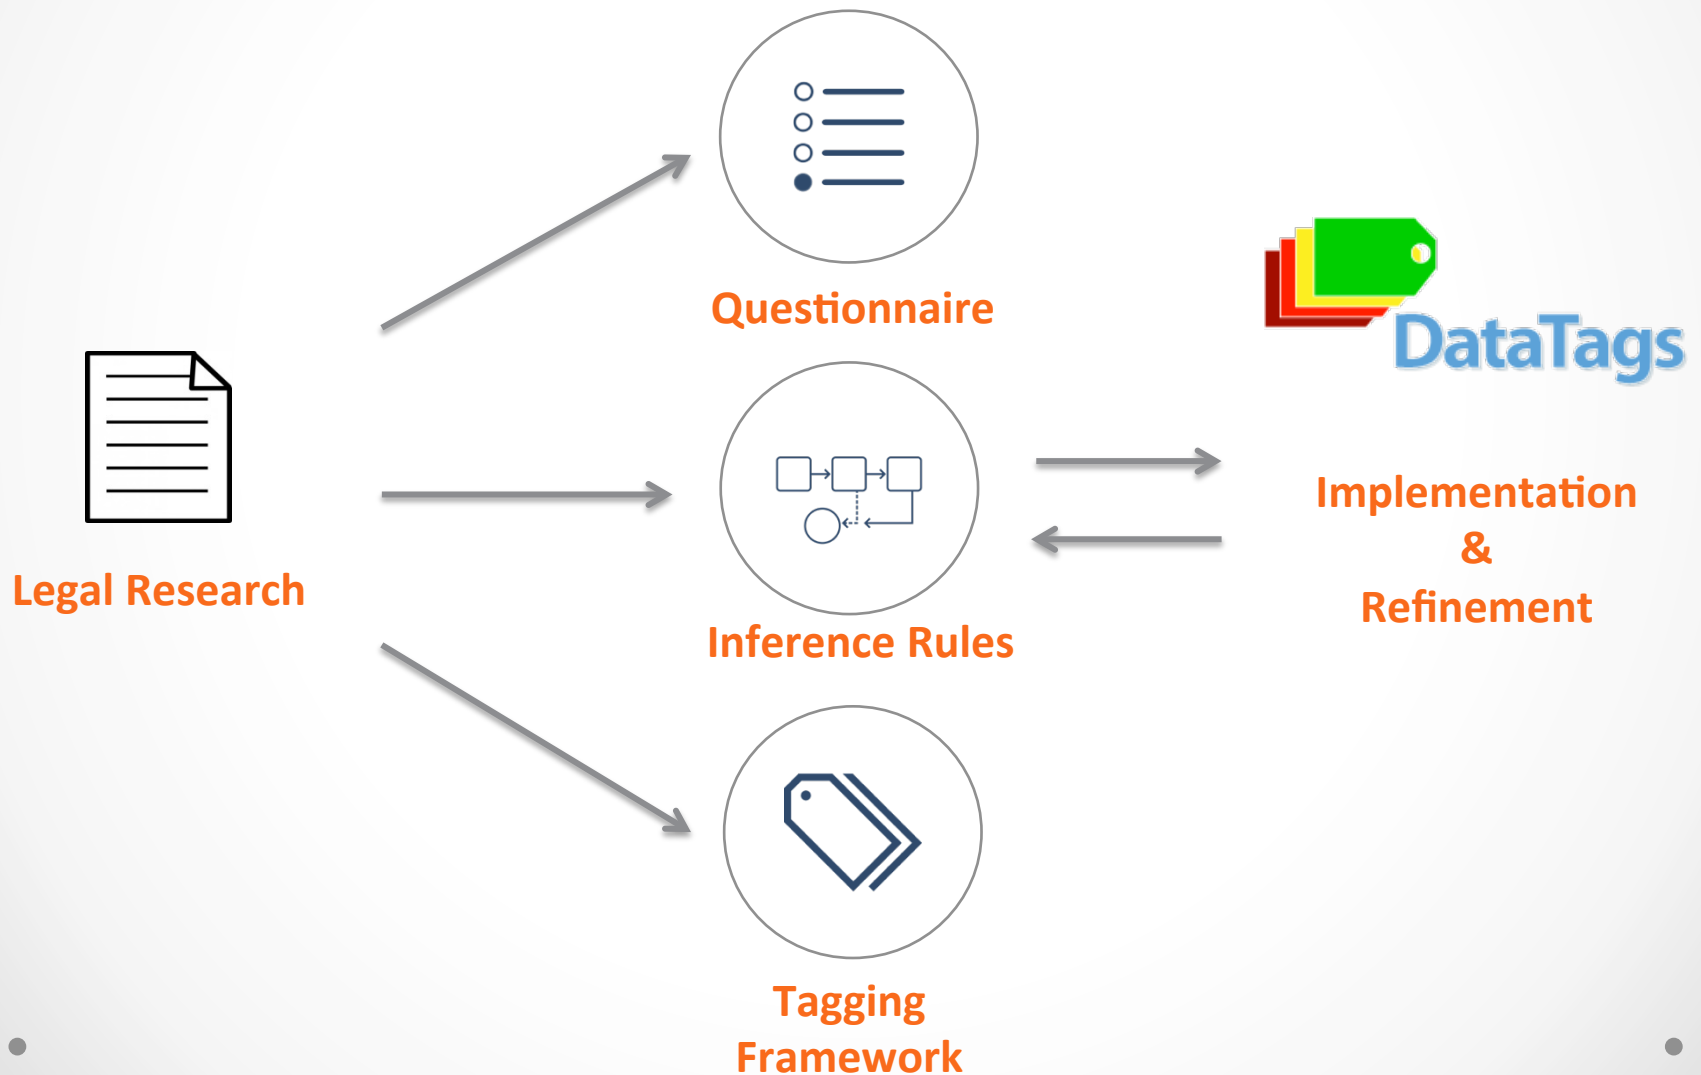 Questionnaire
DataTags
Legal Research
Inference Rules
Implementation
&
Refinement
Tagging
Framework